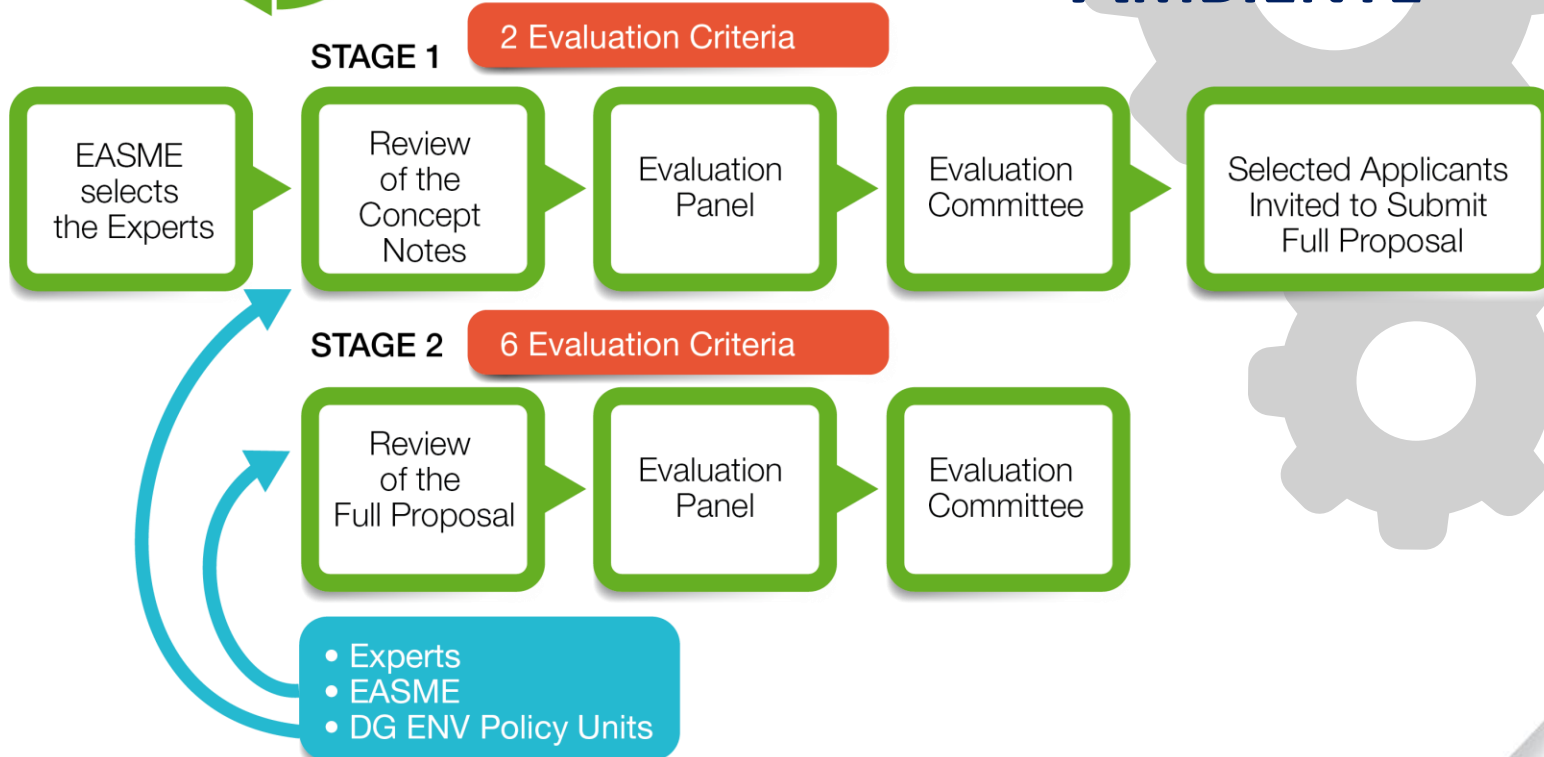 AMBIENTE
STAGE 1
2 Evaluation Criteria
EASME
selects
the Experts
Review
of the
Concept
Notes
Evaluation
Panel
Evaluation
Committee
Selected Applicants
Invited to Submit
Full Proposal
STAGE 2
6 Evaluation Criteria
Review
of the
Full Proposal
Evaluation
Panel
Evaluation
Committee
• Experts
• EASME
• DG ENV Policy Units